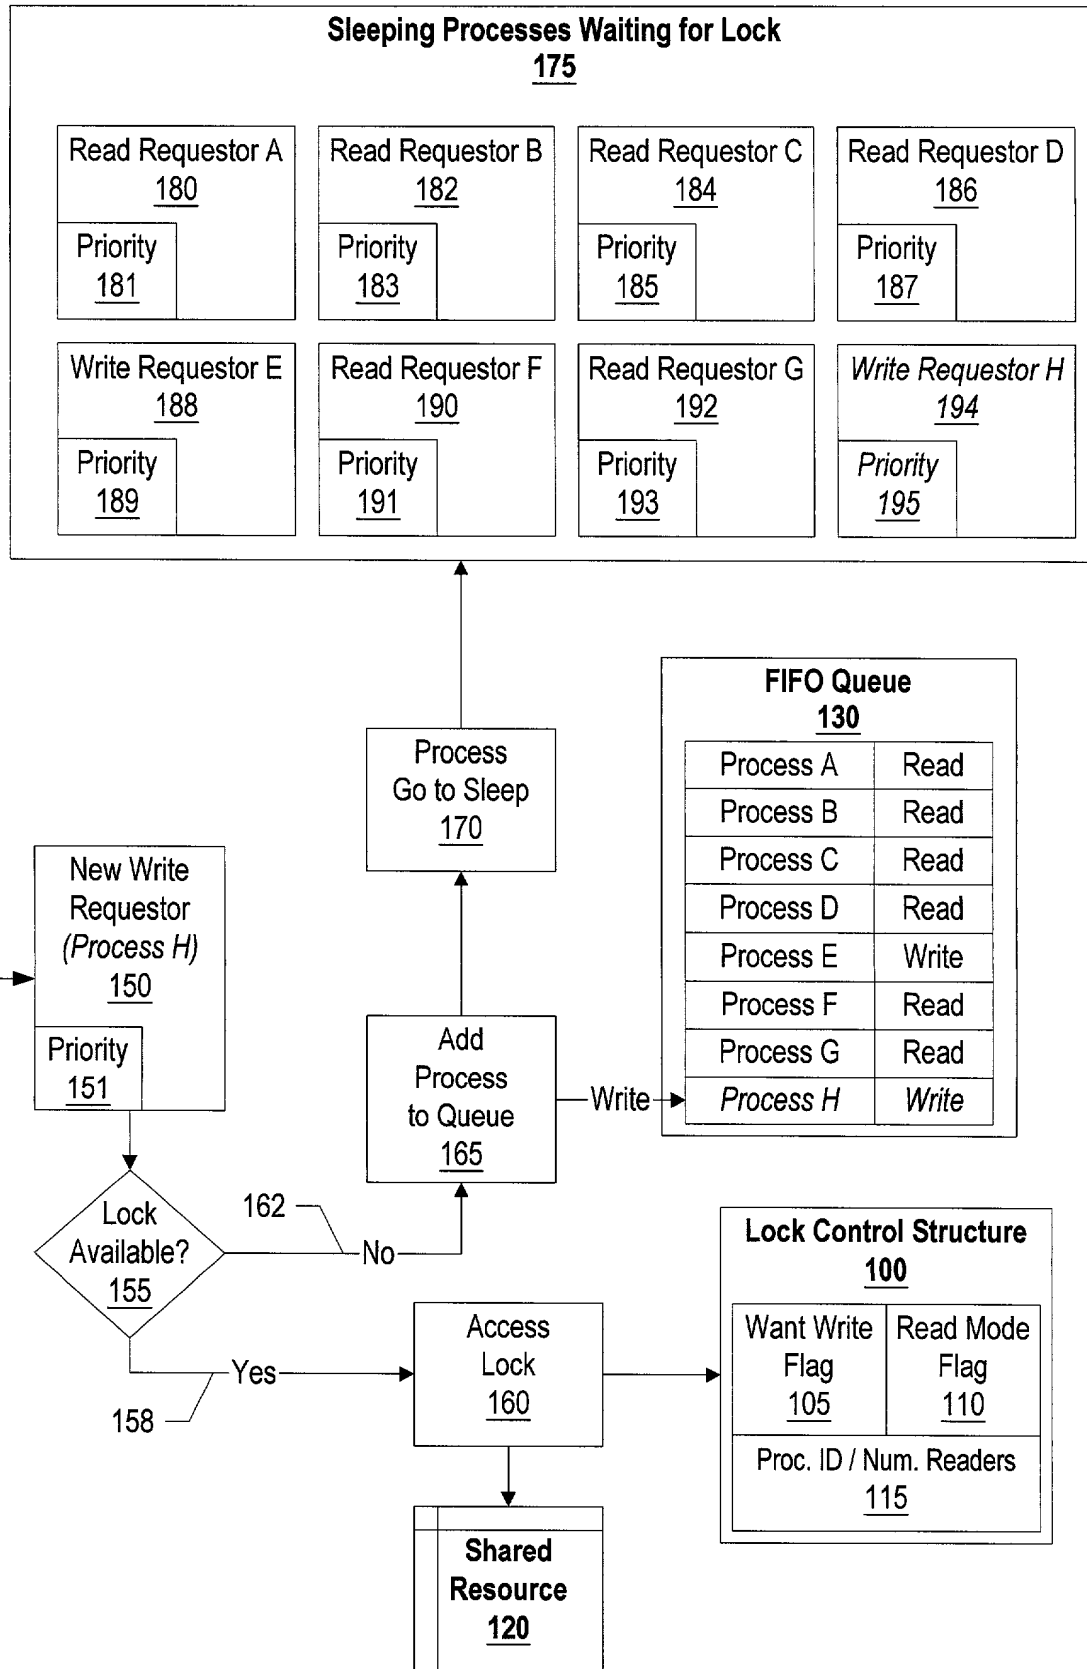 Sleeping Processes Waiting for Lock
175
Read Requestor A
180
Priority
181
Read Requestor B
182
Priority
183
Read Requestor C
184
Priority
185
Read Requestor D
186
Priority
187
Write Requestor E
188
Priority
189
Read Requestor F
190
Priority
191
Read Requestor G
192
Priority
193
Write Requestor H
194
Priority
195
Process
Go to Sleep
170
FIFO Queue
130
Process A Read
Process B Read
Process C Read
Process D Read
Process E Write
Process F Read
Process G Read
Process H Write
New Write
Requestor
(Process H)
150
Priority
151
Add
Process
to Queue
165
Write
Lock
Available?
155
162
No
Yes
158
Access
Lock
160
Lock Control Structure
100
Want Write
Flag
105
Read Mode
Flag
110
Proc. ID / Num. Readers
115
Shared
Resource
120